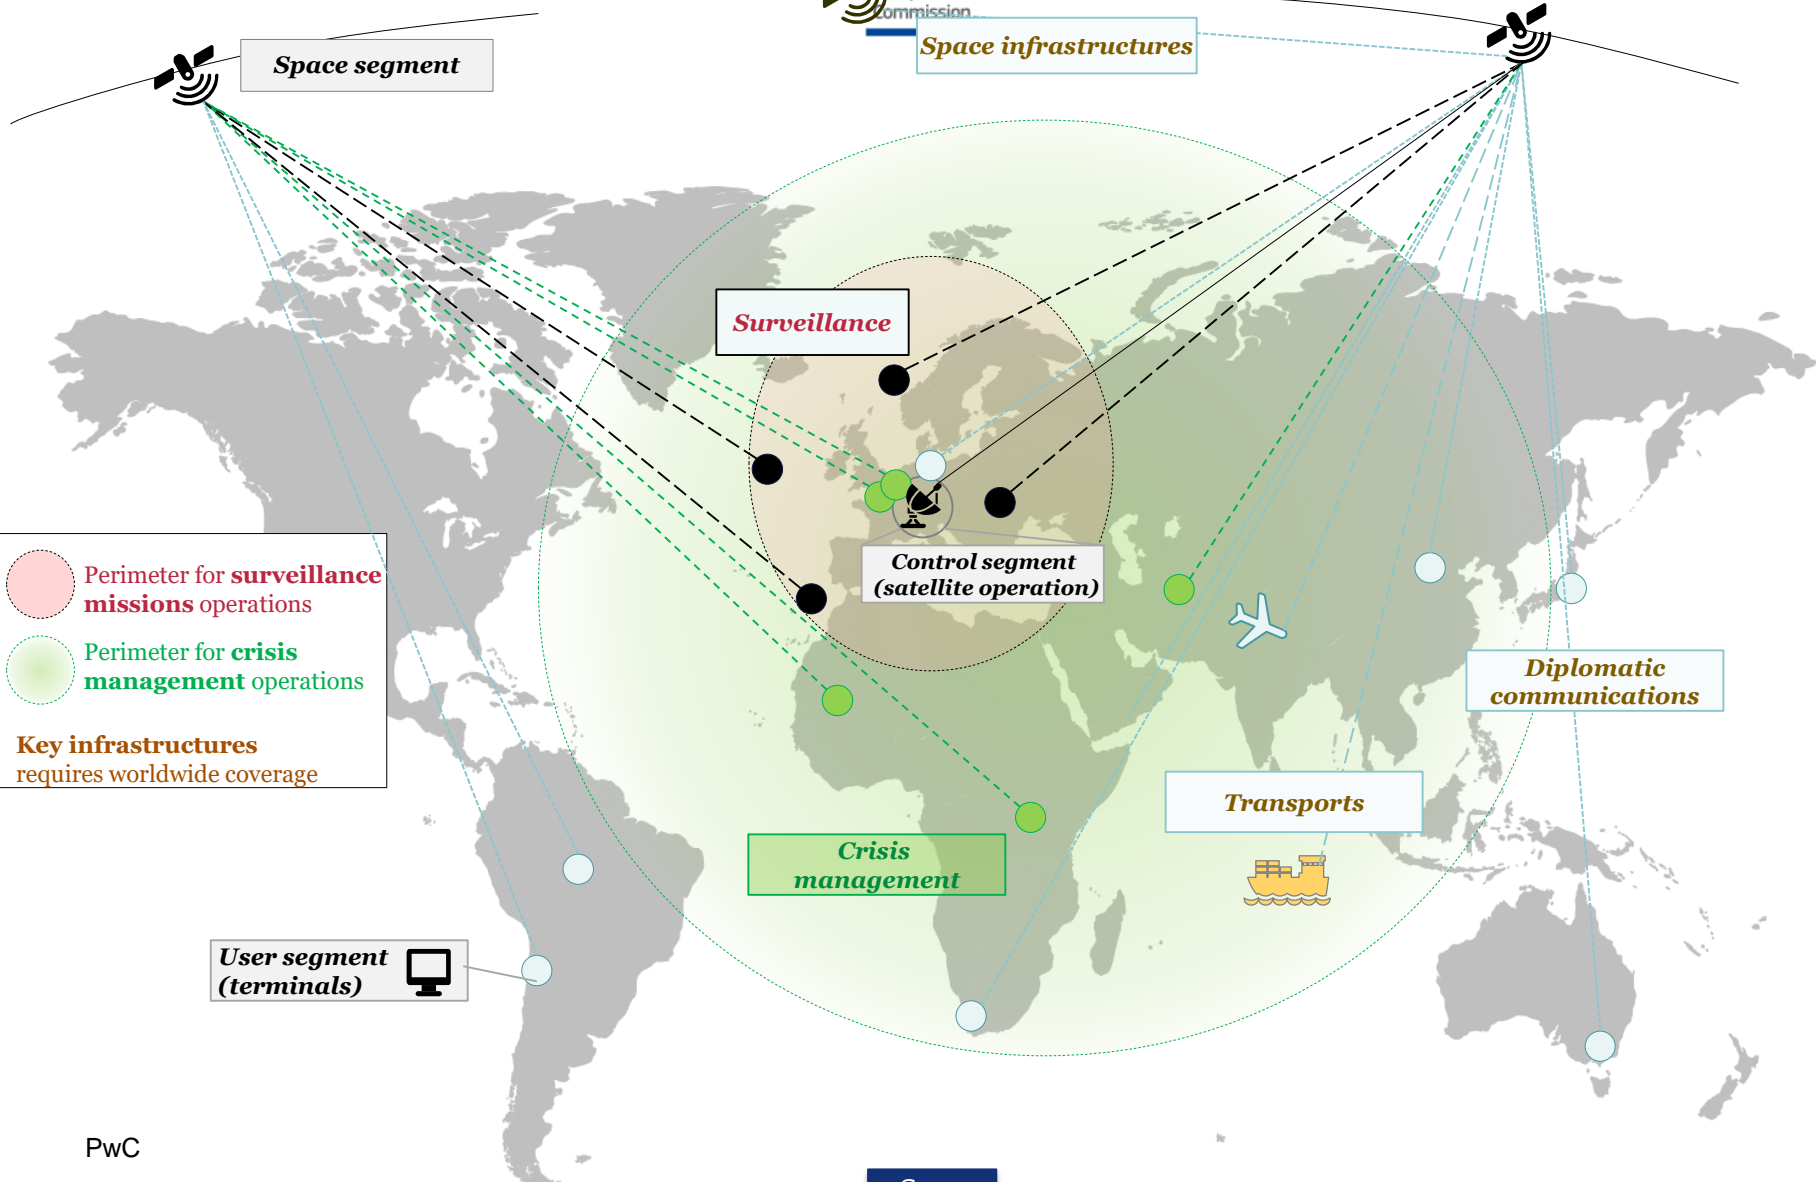 Commission
Space segment
Space infrastructures
Surveillance
Control segment
(satellite operation)
Perimeter for surveillance
missions operations
Perimeter for crisis
management operations
Key infrastructures
requires worldwide coverage
Diplomatic
communications
Transports
Crisis
management
User segment
(terminals)
PwC